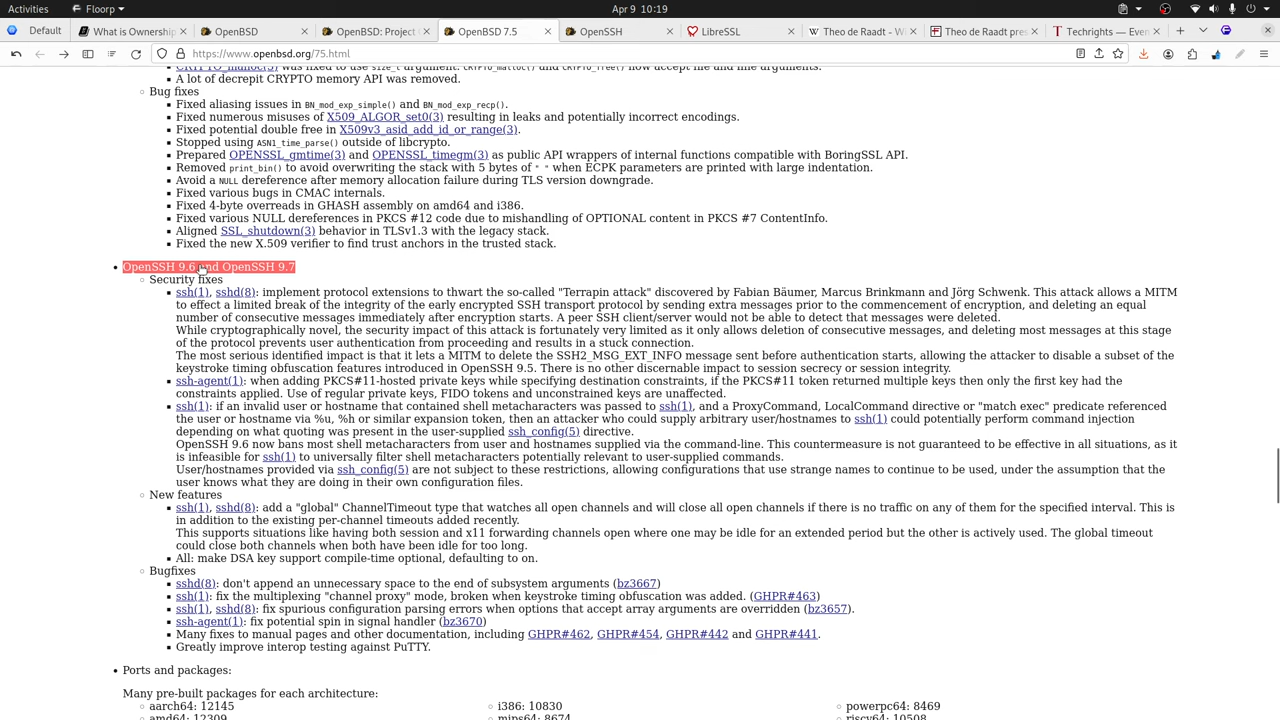 Activities
Floorp
Apr 9 10:19
Default
What is Ownership
OpenBSD
OpenBSD: Project
OpenBSD 7.5
OpenSSH
LibreSSL
Theo de Raadt - W
Theo de Raadt pre
Techrights — Even
https://www.openbsd.org/75.html
CRYPTO_malloc(3) was fixed to use size_t argument. CRYPTO_malloc() and CRYPTO_free() now accept file and line arguments.
A lot of decrepit CRYPTO memory API was removed.
Bug fixes
Fixed aliasing issues in BN_mod_exp_simple() and BN_mod_exp_recp().
Fixed numerous misuses of X509_ALGOR_set0(3) resulting in leaks and potentially incorrect encodings.
Fixed potential double free in X509v3_asid_add_id_or_range(3).
Stopped using ASN1_time_parse() outside of libcrypto.
Prepared OPENSSL_gmtime(3) and OPENSSL_timegm(3) as public API wrappers of internal functions compatible with BoringSSL API.
Removed print_bin() to avoid overwriting the stack with 5 bytes of " " when ECPK parameters are printed with large indentation.
Avoid a NULL dereference after memory allocation failure during TLS version downgrade.
Fixed various bugs in CMAC internals.
Fixed 4-byte overreads in GHASH assembly on amd64 and i386.
Fixed various NULL dereferences in PKCS #12 code due to mishandling of OPTIONAL content in PKCS #7 ContentInfo.
Aligned SSL_shutdown(3) behavior in TLSv1.3 with the legacy stack.
Fixed the new X.509 verifier to find trust anchors in the trusted stack.
OpenSSH 9.6 and OpenSSH 9.7
Security fixes
ssh(1), sshd(8): implement protocol extensions to thwart the so-called "Terrapin attack" discovered by Fabian Bäumer, Marcus Brinkmann and Jörg Schwenk. This attack allows a MITM
to effect a limited break of the integrity of the early encrypted SSH transport protocol by sending extra messages prior to the commencement of encryption, and deleting an equal
number of consecutive messages immediately after encryption starts. A peer SSH client/server would not be able to detect that messages were deleted.
While cryptographically novel, the security impact of this attack is fortunately very limited as it only allows deletion of consecutive messages, and deleting most messages at this stage
of the protocol prevents user authentication from proceeding and results in a stuck connection.
The most serious identified impact is that it lets a MITM to delete the SSH2_MSG_EXT_INFO message sent before authentication starts, allowing the attacker to disable a subset of the
keystroke timing obfuscation features introduced in OpenSSH 9.5. There is no other discernable impact to session secrecy or session integrity.
ssh-agent(1): when adding PKCS#11-hosted private keys while specifying destination constraints, if the PKCS#11 token returned multiple keys then only the first key had the
constraints applied. Use of regular private keys, FIDO tokens and unconstrained keys are unaffected.
ssh(1): if an invalid user or hostname that contained shell metacharacters was passed to ssh(1), and a ProxyCommand, LocalCommand directive or "match exec" predicate referenced
the user or hostname via %u, %h or similar expansion token, then an attacker who could supply arbitrary user/hostnames to ssh(1) could potentially perform command injection
depending on what quoting was present in the user-supplied ssh_config(5) directive.
OpenSSH 9.6 now bans most shell metacharacters from user and hostnames supplied via the command-line. This countermeasure is not guaranteed to be effective in all situations, as it
is infeasible for ssh(1) to universally filter shell metacharacters potentially relevant to user-supplied commands.
User/hostnames provided via ssh_config(5) are not subject to these restrictions, allowing configurations that use strange names to continue to be used, under the assumption that the
user knows what they are doing in their own configuration files.
New features
ssh(1), sshd(8): add a "global" ChannelTimeout type that watches all open channels and will close all open channels if there is no traffic on any of them for the specified interval. This is
in addition to the existing per-channel timeouts added recently.
This supports situations like having both session and x11 forwarding channels open where one may be idle for an extended period but the other is actively used. The global timeout
could close both channels when both have been idle for too long.
All: make DSA key support compile-time optional, defaulting to on.
Bugfixes
sshd(8): don't append an unnecessary space to the end of subsystem arguments (bz3667)
ssh(1): fix the multiplexing "channel proxy" mode, broken when keystroke timing obfuscation was added. (GHPR#463)
ssh(1), sshd(8): fix spurious configuration parsing errors when options that accept array arguments are overridden (bz3657).
ssh-agent(1): fix potential spin in signal handler (bz3670)
Many fixes to manual pages and other documentation, including GHPR#462, GHPR#454, GHPR#442 and GHPR#441.
Greatly improve interop testing against PuTTY.
Ports and packages:
Many pre-built packages for each architecture:
aarch64: 12145
i386: 10830
powerpc64: 8469
amd64: 12309
mips64: 8674
riscv64: 10508